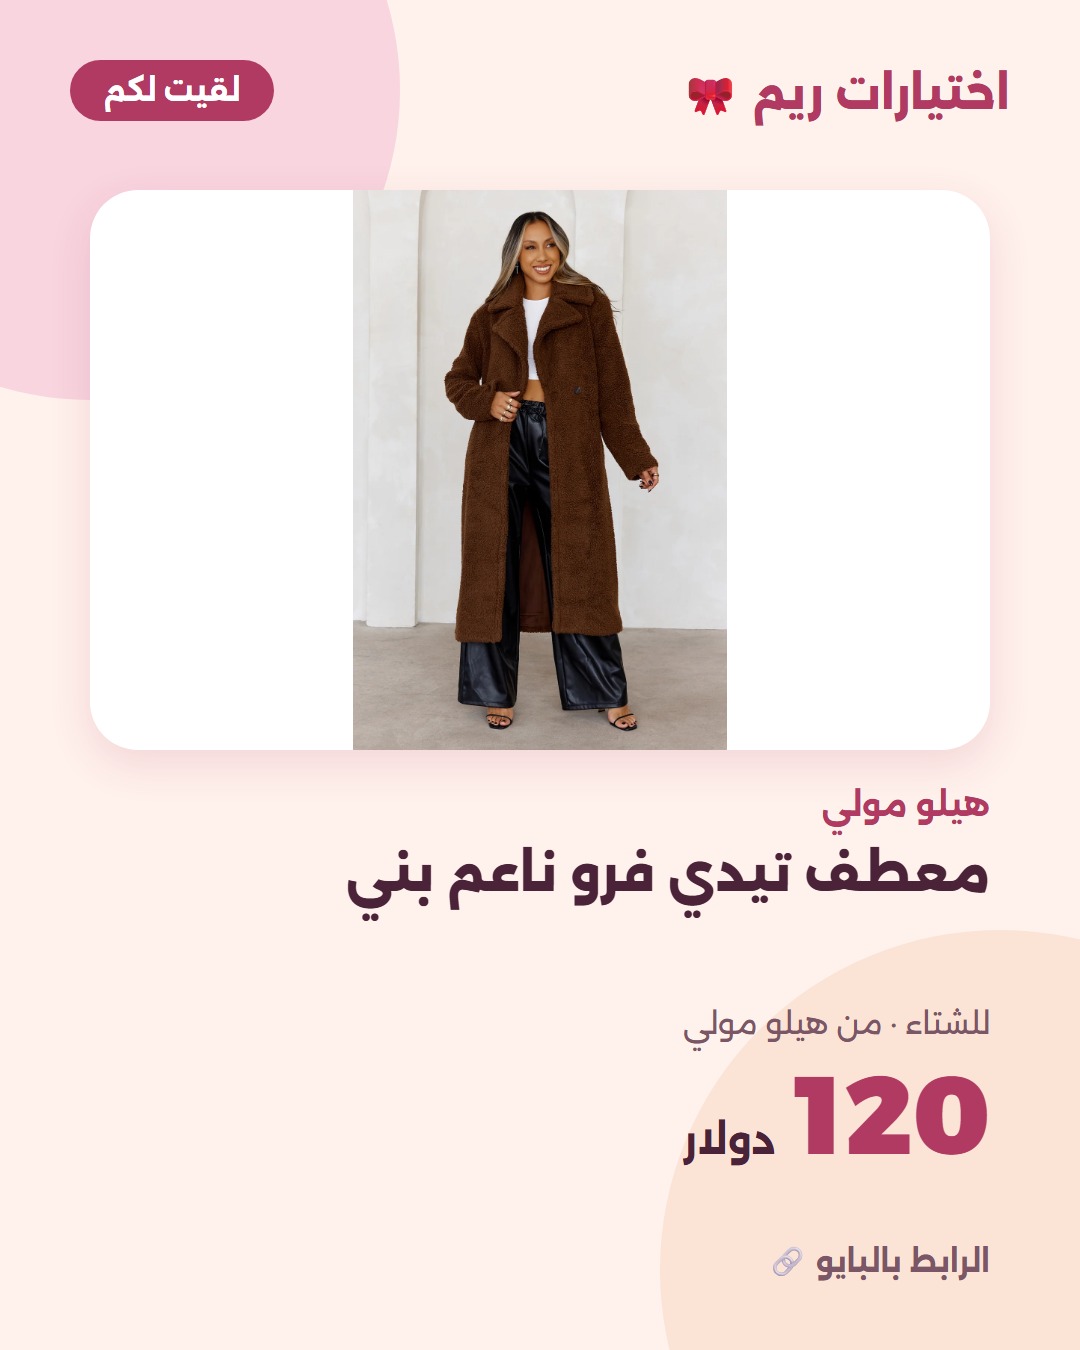 اختيارات ريم 🎀
لقيت لكم
هيلو مولي
معطف تيدي فرو ناعم بني
للشتاء · من هيلو مولي
120 دولار
الرابط بالبايو 🔗